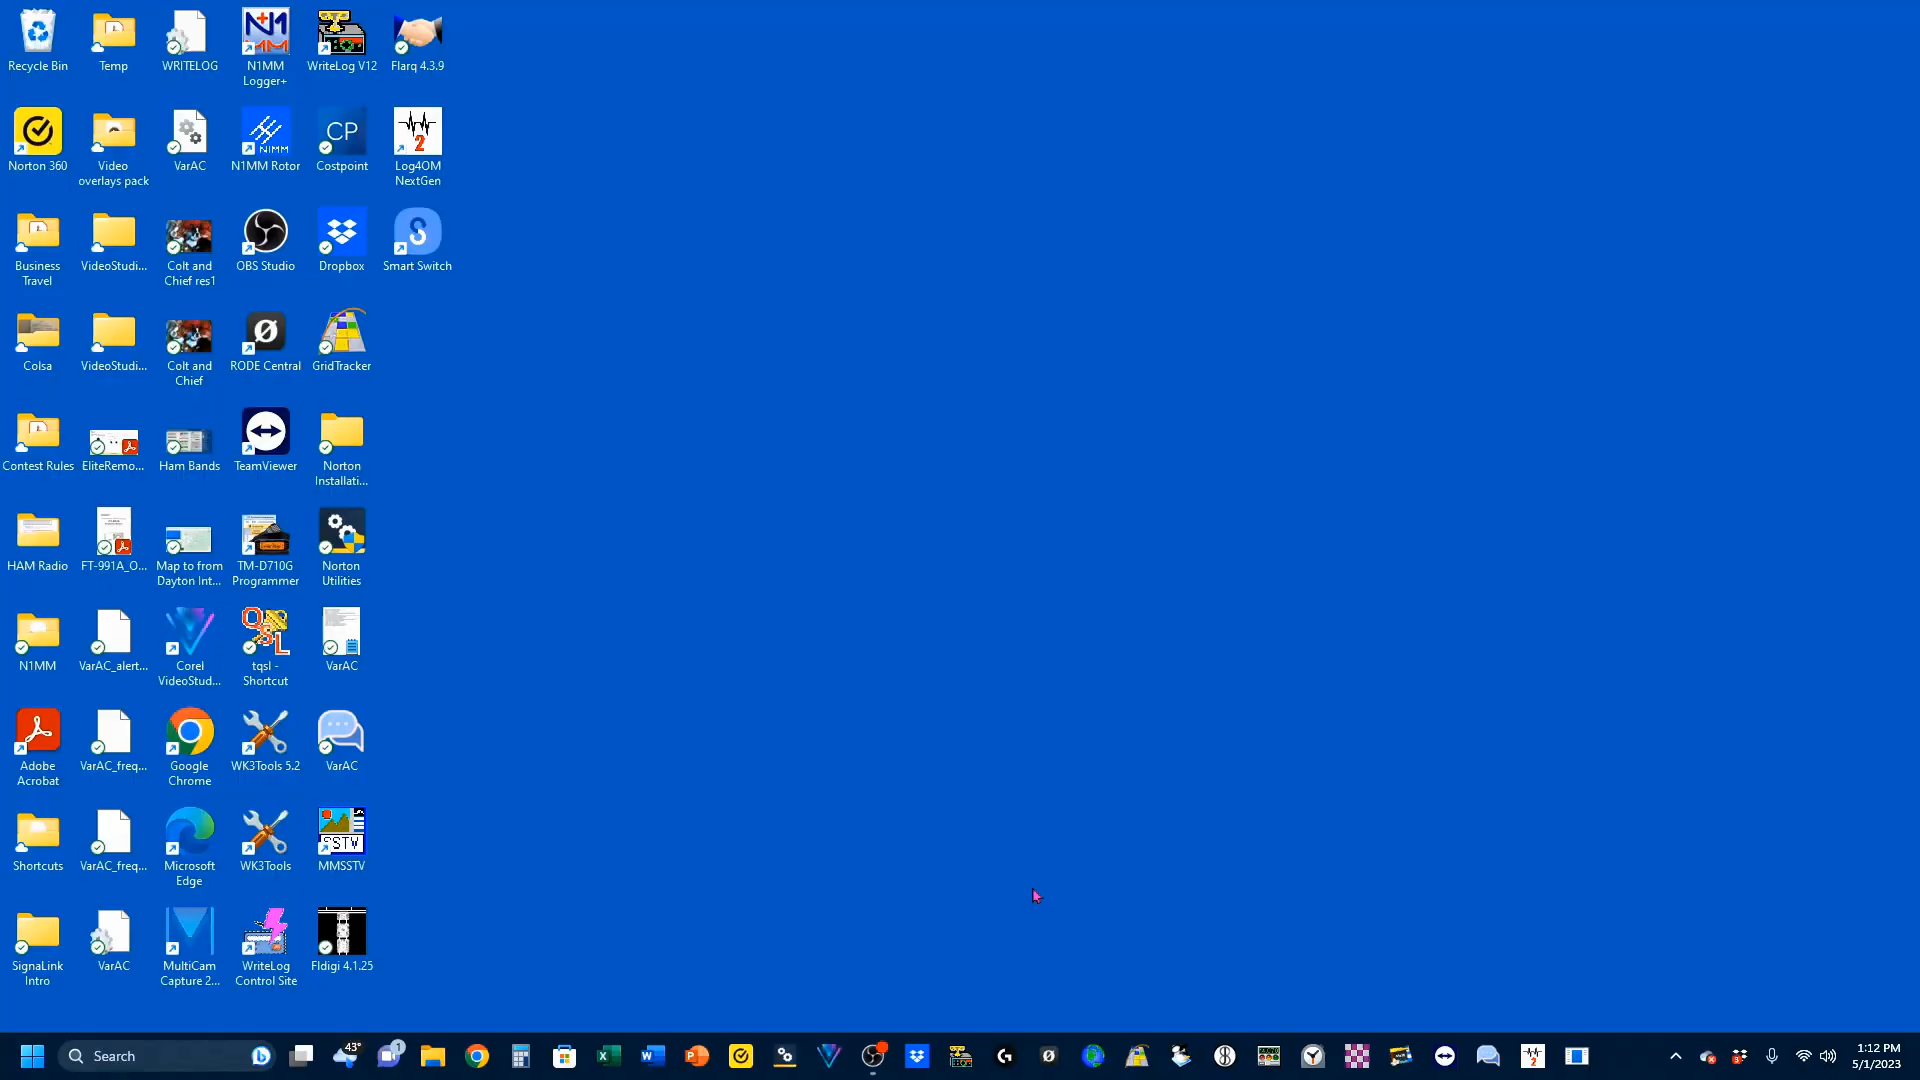 Recycle Bin
Temp
WRITELOG
N1MM
Logger+
WriteLog V12
Flarq 4.3.9
Norton 360
Video
overlays pack
VarAC
N1MM Rotor
CP
Costpoint
2
Log4OM
NextGen
Business
Travel
VideoStudi...
Colt and
Chief res1
OBS Studio
Dropbox
Smart Switch
Colsa
VideoStudi...
Colt and
Chief
RODE Central
GridTracker
Contest Rules
EliteRemo...
Ham Bands
TeamViewer
Norton
Installati...
HAM Radio
FT-991A_O...
Map to from
Dayton Int...
TM-D710G
Programmer
Norton
Utilities
N1MM
VarAC_alert...
Corel
VideoStud...
tqsl -
Shortcut
VarAC
Adobe
Acrobat
VarAC_freq...
Google
Chrome
WK3Tools 5.2
VarAC
Shortcuts
VarAC_freq...
Microsoft
Edge
WK3Tools
SSTV
MMSSTV
SignaLink
Intro
VarAC
MultiCam
Capture 2...
WriteLog
Control Site
Fldigi 4.1.25
Search
43°
1
1:12 PM
5/1/2023